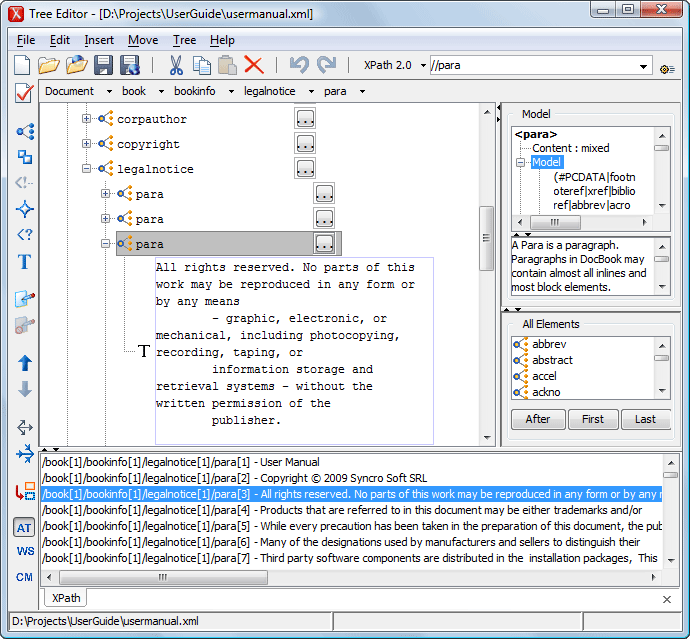 Tree Editor - [D:\Projects\UserGuide\usermanual.xml]
File Edit Insert Move Tree Help
XPath 2.0 //para
Document book bookinfo legalnotice para
corpauthor ...
copyright ...
legalnotice ...
para ...
para ...
para ...
All rights reserved. No parts of this
work may be reproduced in any form or
by any means
- graphic, electronic, or
mechanical, including photocopying,
recording, taping, or
information storage and
retrieval systems - without the
written permission of the
publisher.
T
<!--
<?
T
AT
WS
CM
Model
<para>
Content : mixed
Model
(#PCDATA|footn
oteref|xref|biblio
ref|abbrev|acro
A Para is a paragraph.
Paragraphs in DocBook may
contain almost all inlines and
most block elements.
All Elements
abbrev
abstract
accel
ackno
After First Last
/book[1]/bookinfo[1]/legalnotice[1]/para[1] - User Manual
/book[1]/bookinfo[1]/legalnotice[1]/para[2] - Copyright © 2009 Syncro Soft SRL
/book[1]/bookinfo[1]/legalnotice[1]/para[3] - All rights reserved. No parts of this work may be reproduced in any form or by any
/book[1]/bookinfo[1]/legalnotice[1]/para[4] - Products that are referred to in this document may be either trademarks and/or
/book[1]/bookinfo[1]/legalnotice[1]/para[5] - While every precaution has been taken in the preparation of this document, the pub
/book[1]/bookinfo[1]/legalnotice[1]/para[6] - Many of the designations used by manufacturers and sellers to distinguish their
/book[1]/bookinfo[1]/legalnotice[1]/para[7] - Third party software components are distributed in the installation packages, This
XPath
D:\Projects\UserGuide\usermanual.xml